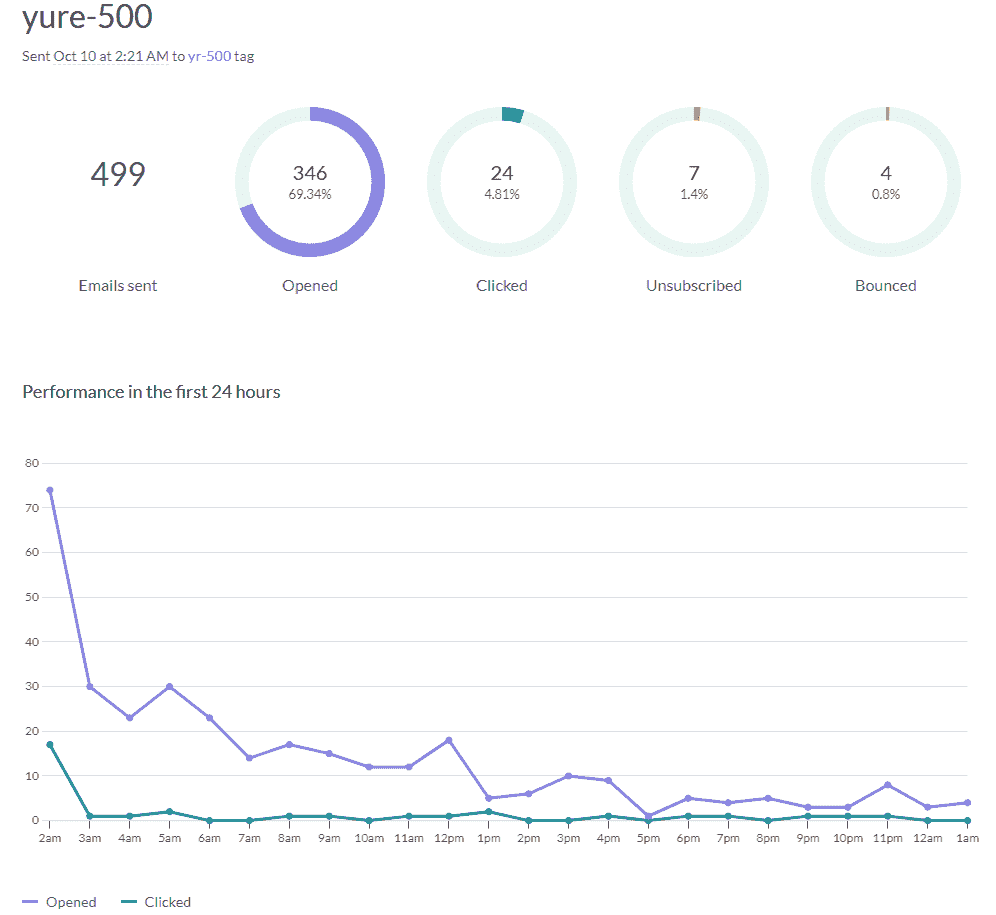 yure-500
Sent Oct 10 at 2:21 AM to yr-500 tag
499
346
69.34%
24
4.81%
7
1.4%
4
0.8%
Emails sent
Opened
Clicked
Unsubscribed
Bounced
Performance in the first 24 hours
80
70
60
50
40
30
20
10
0
2am 3am 4am 5am 6am 7am 8am 9am 10am 11am 12pm 1pm 2pm 3pm 4pm 5pm 6pm 7pm 8pm 9pm 10pm 11pm 12am 1am
Opened Clicked